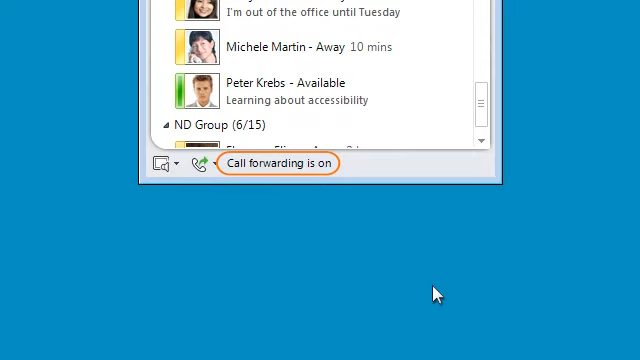 I'm out of the office until Tuesday
Michele Martin - Away 10 mins
Peter Krebs - Available
Learning about accessibility
ND Group (6/15)
Call forwarding is on